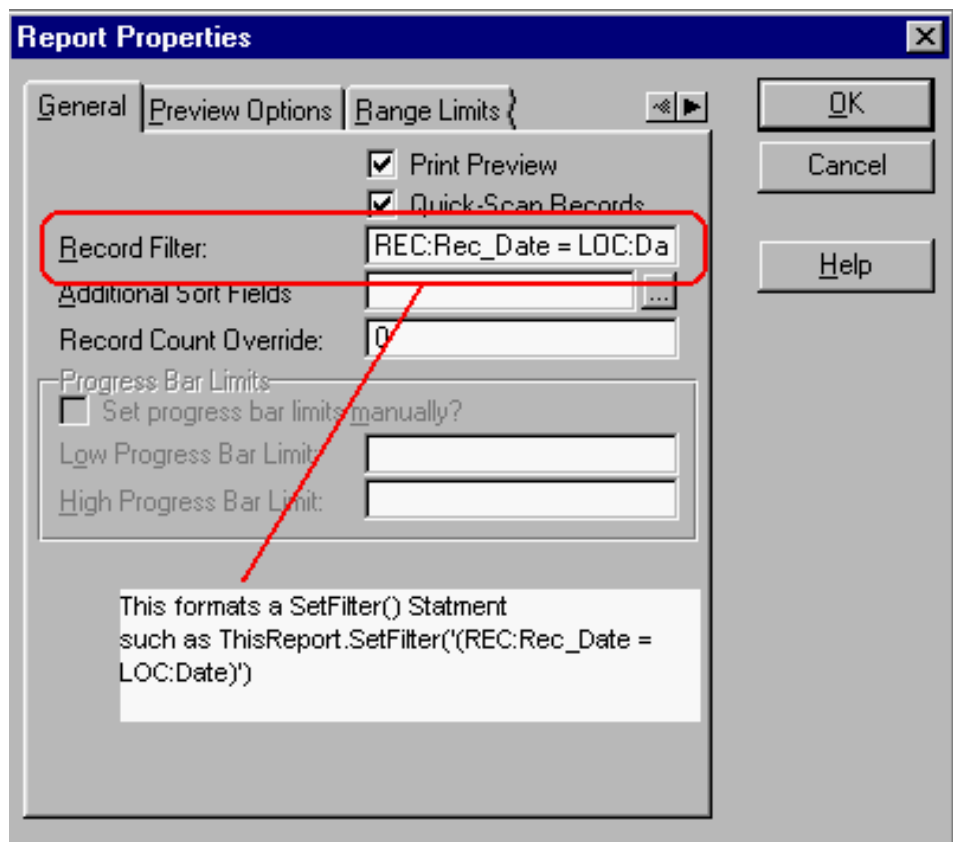 Report Properties
General
Preview Options
Range Limits
OK
Cancel
Help
Print Preview
Quick-Scan Records
Record Filter:
REC:Rec_Date = LOC:Da
Additional Sort Fields
...
Record Count Override:
0
Progress Bar Limits
Set progress bar limits manually?
Low Progress Bar Limit:
High Progress Bar Limit:
This formats a SetFilter() Statment
such as ThisReport.SetFilter('(REC:Rec_Date =
LOC:Date)')